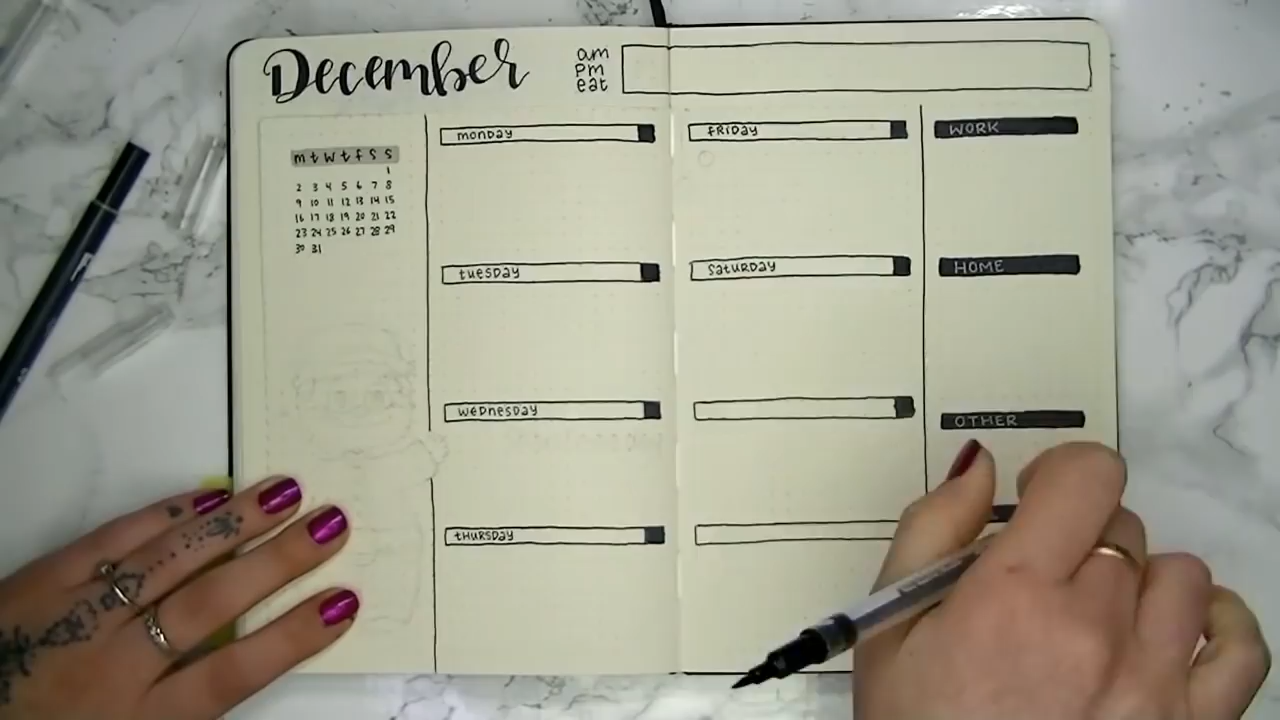 December
am
pm
eat
m t w t f s s
1
2 3 4 5 6 7 8
9 10 11 12 13 14 15
16 17 18 19 20 21 22
23 24 25 26 27 28 29
30 31
monday
tuesday
wednesday
thursday
friday
saturday
WORK
HOME
OTHER